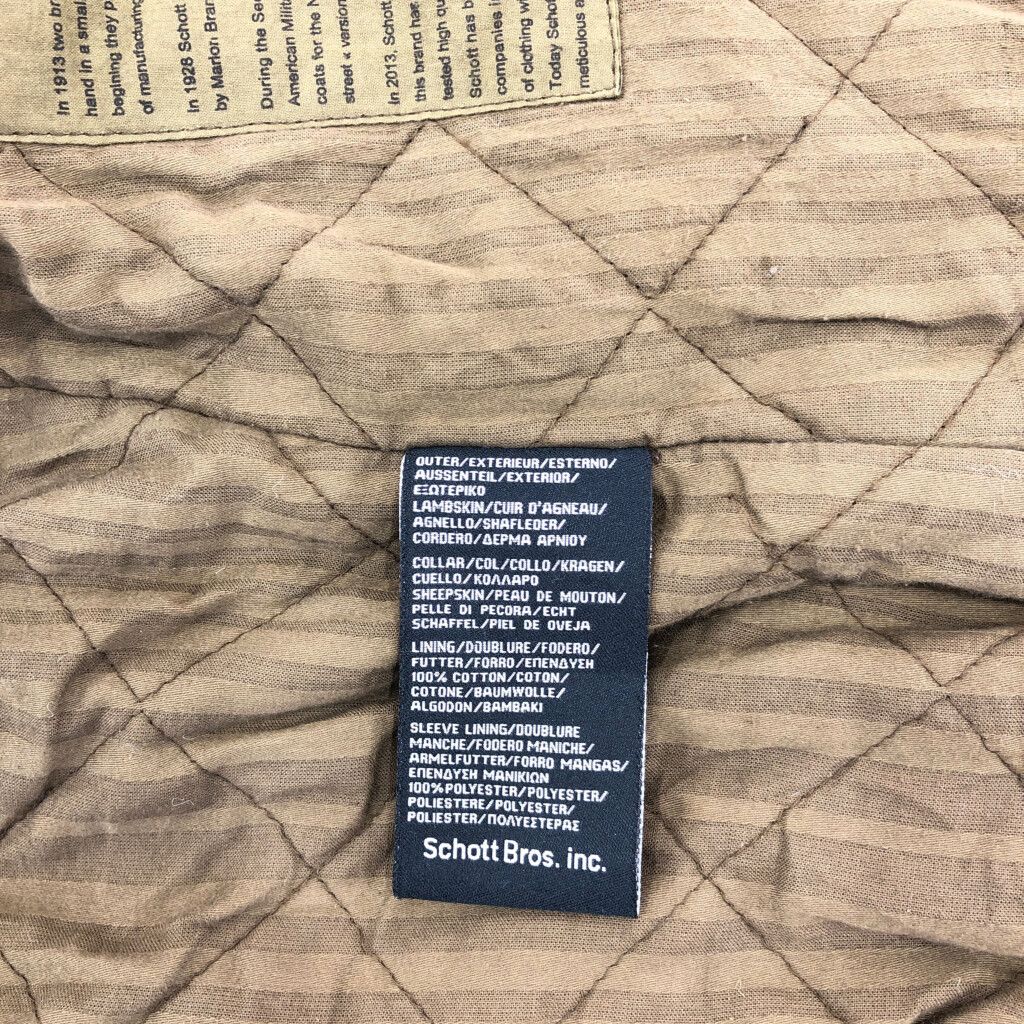 In 1913 two br
hand in a small
begining they p
of manufacturing
In 1928 Schott
by Marlon Bran
During the Se
American Milit
coats for the N
street « version
In 2013, Schot
this brand har
tested high qu
Schott has b
companies i
of clothing w
Today Schot
meticulous a
OUTER/EXTERIEUR/ESTERNO/
AUSSENTEIL/EXTERIOR/
ΕΞΩΤΕΡΙΚΟ
LAMBSKIN/CUIR D'AGNEAU/
AGNELLO/SHAFLEDER/
CORDERO/ΔΕΡΜΑ ΑΡΝΙΟΥ
COLLAR/COL/COLLO/KRAGEN/
CUELLO/ΚΟΛΛΑΡΟ
SHEEPSKIN/PEAU DE MOUTON/
PELLE DI PECORA/ECHT
SCHAFFEL/PIEL DE OVEJA
LINING/DOUBLURE/FODERO/
FUTTER/FORRO/ΕΠΕΝΔΥΣΗ
100% COTTON/COTON/
COTONE/BAUMWOLLE/
ALGODON/ΒΑΜΒΑΚΙ
SLEEVE LINING/DOUBLURE
MANCHE/FODERO MANICHE/
ARMELFUTTER/FORRO MANGAS/
ΕΠΕΝΔΥΣΗ ΜΑΝΙΚΙΩΝ
100%POLYESTER/POLYESTER/
POLIESTERE/POLYESTER/
POLIESTER/ΠΟΛΥΕΣΤΕΡΑΣ
Schott Bros. inc.